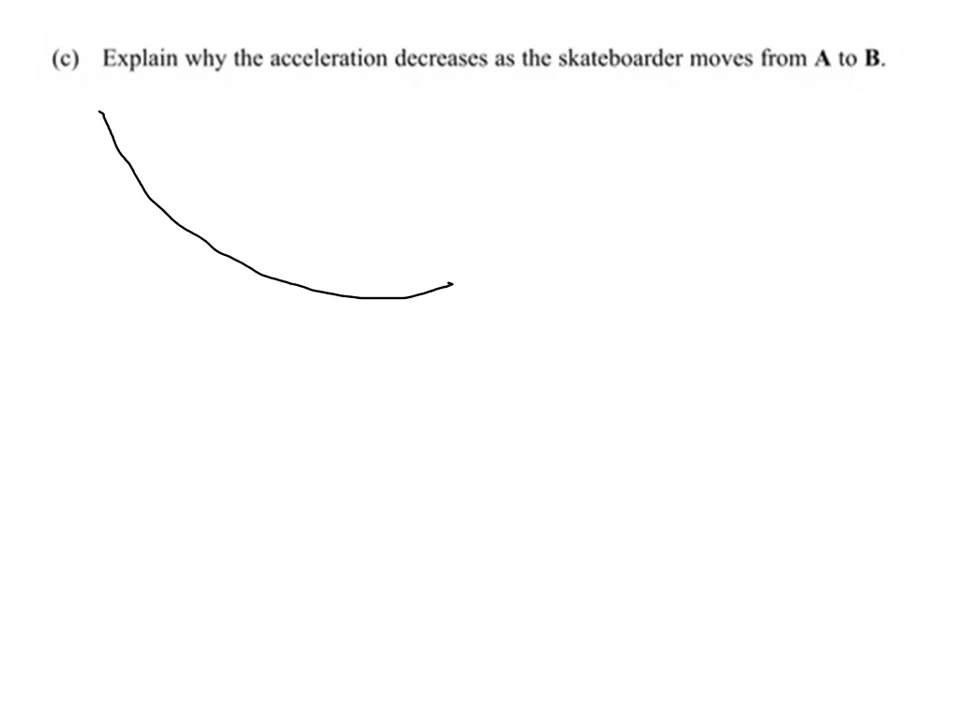 (c) Explain why the acceleration decreases as the skateboarder moves from A to B.